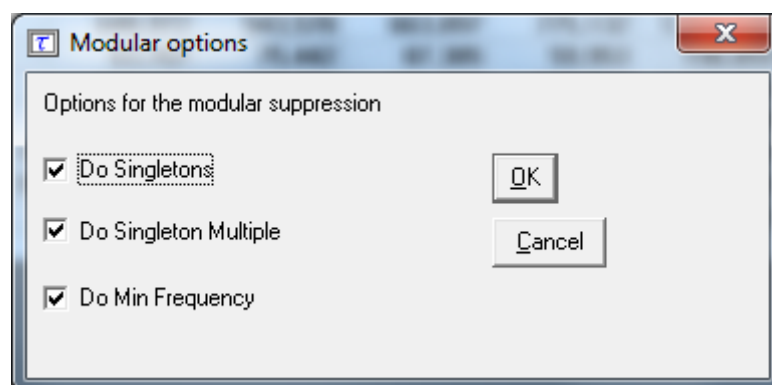 τ Modular options
Options for the modular suppression
Do Singletons
OK
Do Singleton Multiple
Cancel
Do Min Frequency